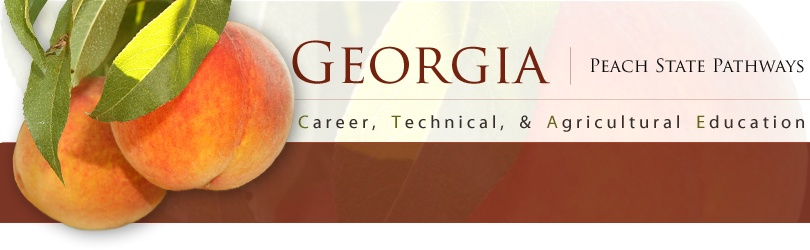 GEORGIA | PEACH STATE PATHWAYS
Career, Technical, & Agricultural Education